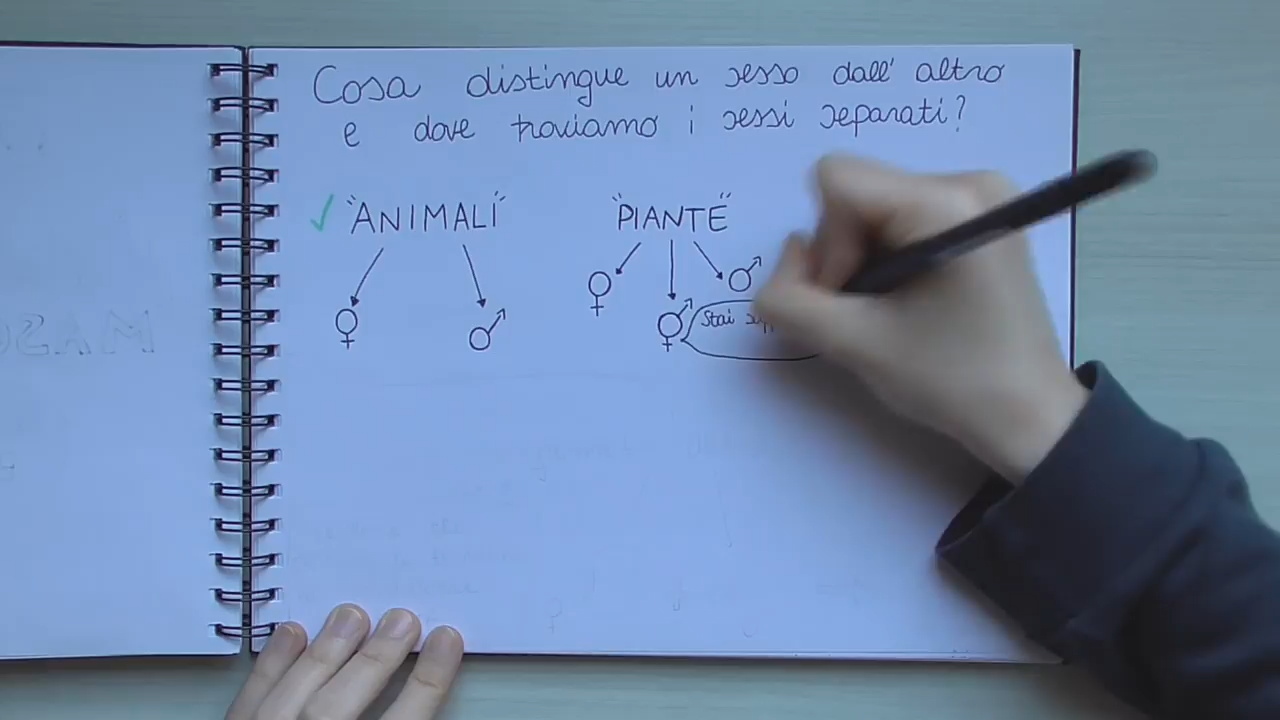 Cosa distingue un sesso dall' altro
e dove troviamo i sessi separati?
"ANIMALI"
"PIANTE"
Stai